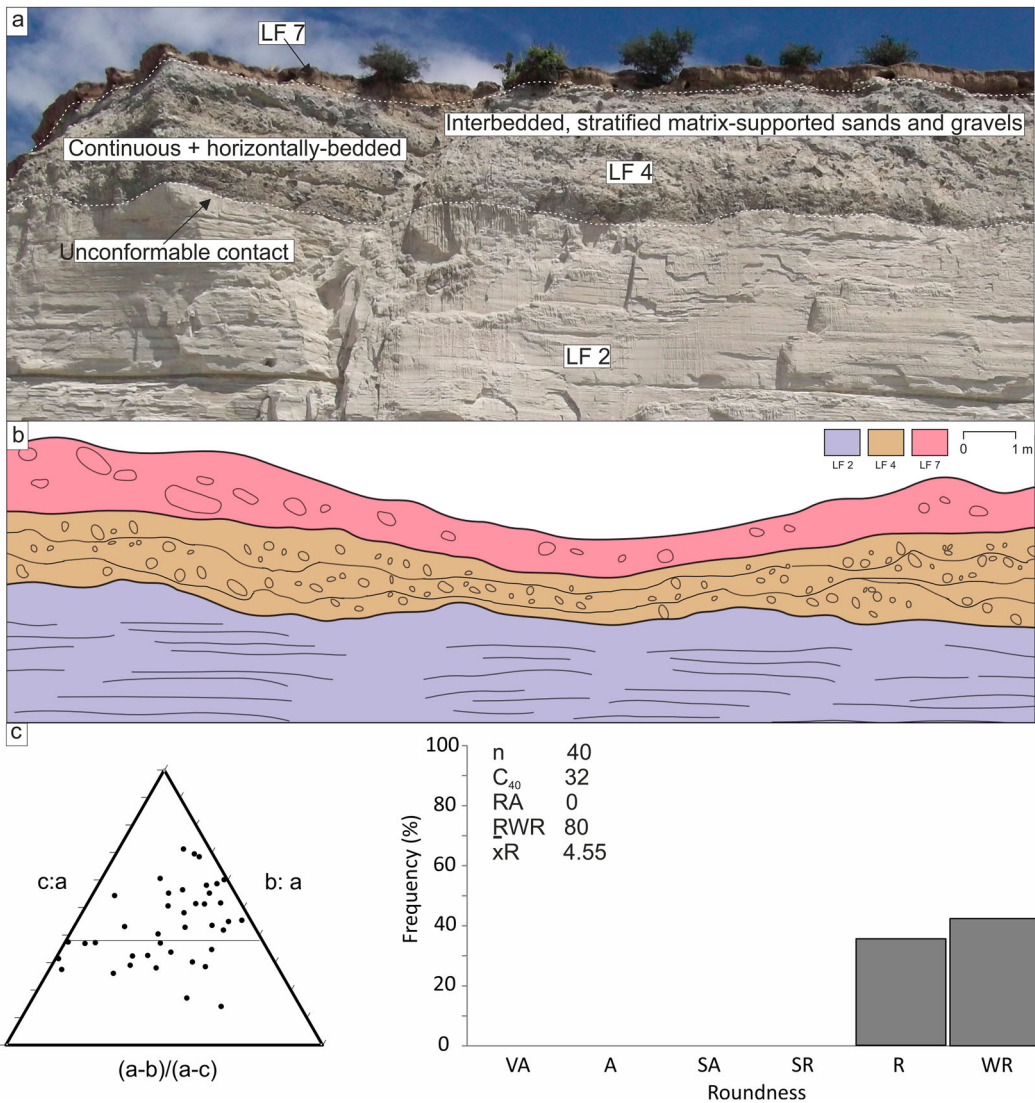 a
LF 7
Interbedded, stratified matrix-supported sands and gravels
Continuous + horizontally-bedded
LF 4
Unconformable contact
LF 2
b
LF 2
LF 4
LF 7
0
1 m
c
c:a
b: a
(a-b)/(a-c)
100
80
60
40
20
0
Frequency (%)
n 40
C40 32
RA 0
RWR 80
x̄R 4.55
VA A SA SR R WR
Roundness